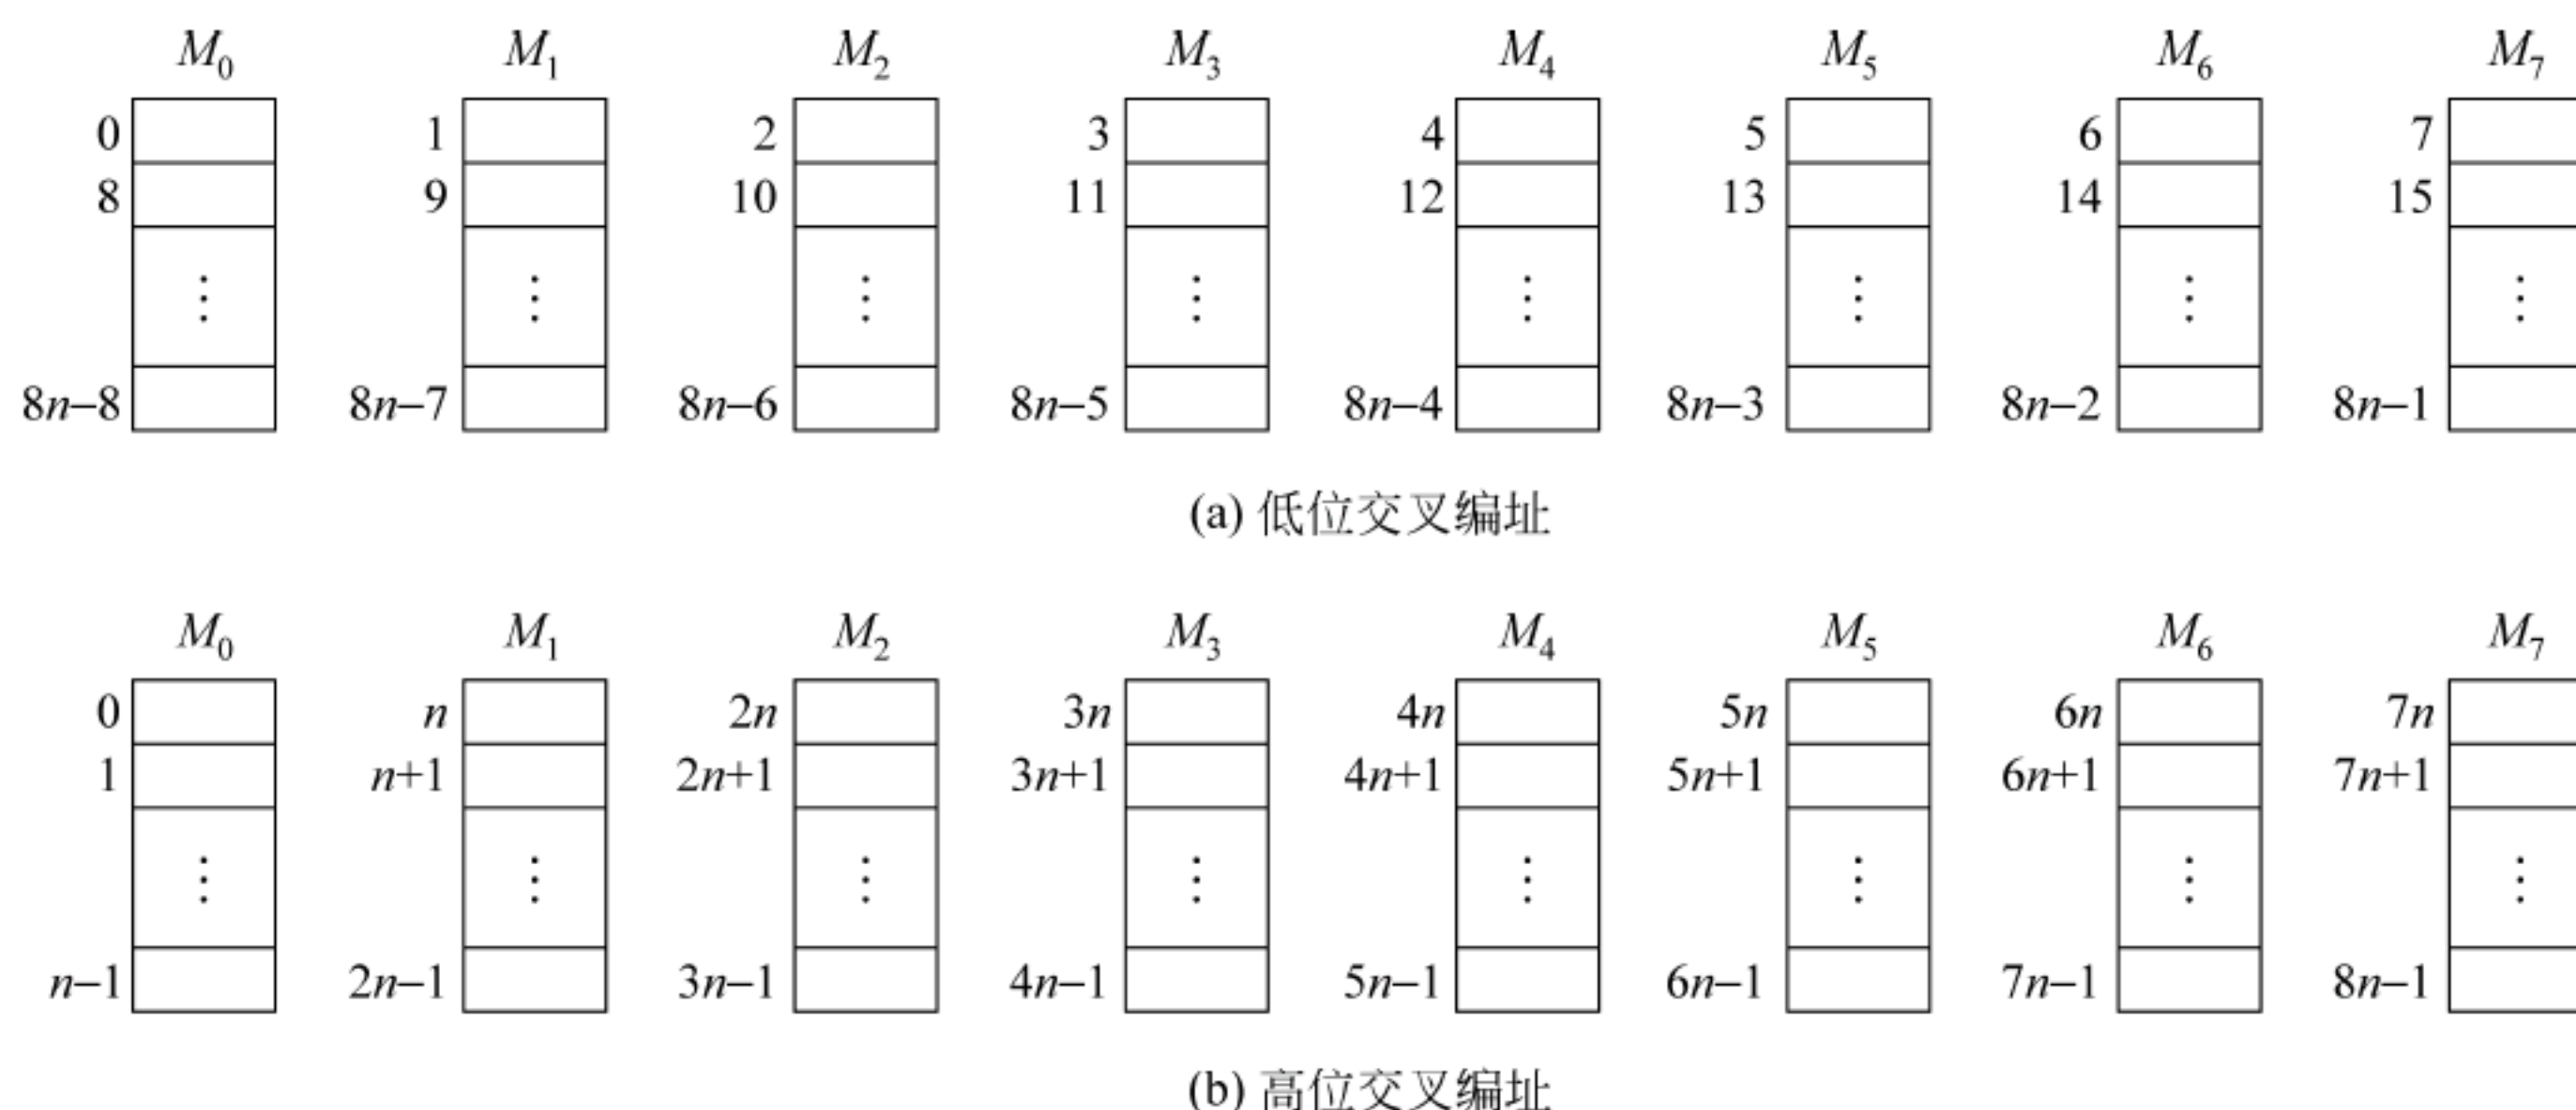 M₀ M₁ M₂ M₃ M₄ M₅ M₆ M₇
0 1 2 3 4 5 6 7
8 9 10 11 12 13 14 15
⋮ ⋮ ⋮ ⋮ ⋮ ⋮ ⋮ ⋮
8n–8 8n–7 8n–6 8n–5 8n–4 8n–3 8n–2 8n–1
(a) 低位交叉编址
M₀ M₁ M₂ M₃ M₄ M₅ M₆ M₇
0 n 2n 3n 4n 5n 6n 7n
1 n+1 2n+1 3n+1 4n+1 5n+1 6n+1 7n+1
⋮ ⋮ ⋮ ⋮ ⋮ ⋮ ⋮ ⋮
n–1 2n–1 3n–1 4n–1 5n–1 6n–1 7n–1 8n–1
(b) 高位交叉编址